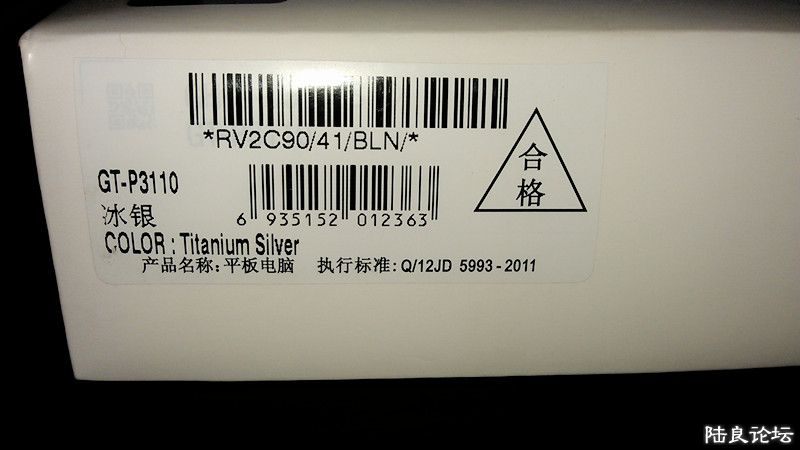 *RV2C90/41/BLN/*
合格
GT-P3110
6 935152 012363
冰银
COLOR : Titanium Silver
产品名称: 平板电脑 执行标准: Q/12JD 5993-2011
陆良论坛